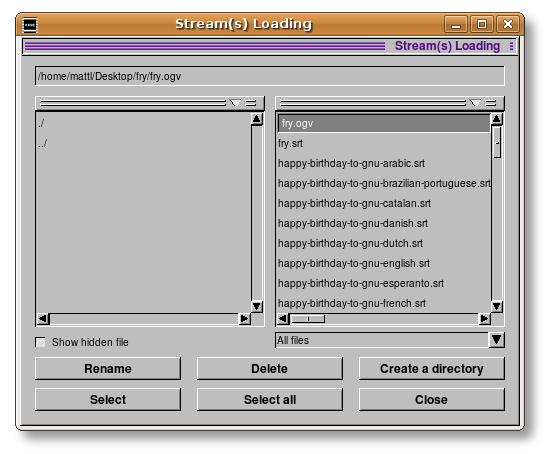 Stream(s) Loading
Stream(s) Loading
/home/mattl/Desktop/fry/fry.ogv
./
../
fry.ogv
fry.srt
happy-birthday-to-gnu-arabic.srt
happy-birthday-to-gnu-brazilian-portuguese.srt
happy-birthday-to-gnu-catalan.srt
happy-birthday-to-gnu-danish.srt
happy-birthday-to-gnu-dutch.srt
happy-birthday-to-gnu-english.srt
happy-birthday-to-gnu-esperanto.srt
happy-birthday-to-gnu-french.srt
Show hidden file
All files
Rename
Delete
Create a directory
Select
Select all
Close